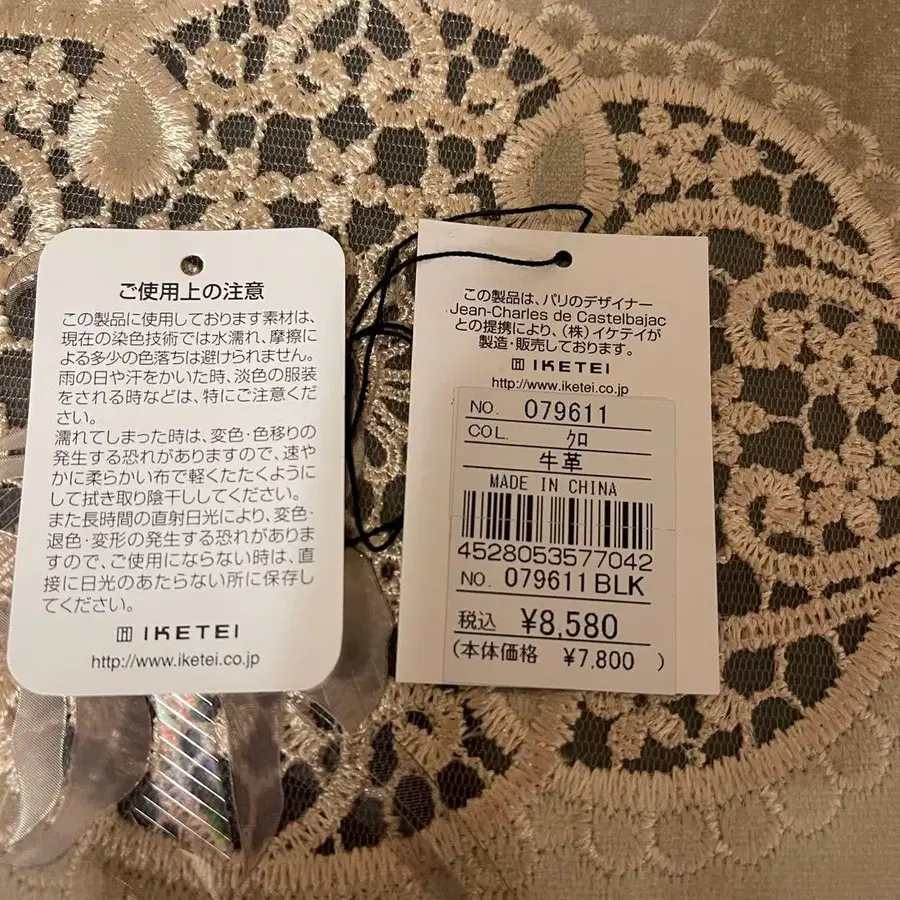 ご使用上の注意
この製品に使用しております素材は、
現在の染色技術では水濡れ、摩擦に
よる多少の色落ちは避けられません。
雨の日や汗をかいた時、淡色の服装
をされる時などは、特にご注意くだ
さい。
濡れてしまった時は、変色・色移りの
発生する恐れがありますので、速や
かに柔らかい布で軽くたたくように
して拭き取り陰干ししてください。
また長時間の直射日光により、変色・
退色・変形の発生する恐れがありま
すので、ご使用にならない時は、直
接に日光のあたらない所に保存し
てください。
IKETEI
http://www.iketei.co.jp
この製品は、パリのデザイナー
Jean-Charles de Castelbajac
との提携により、(株)イケテイが
製造・販売しております。
IKETEI
http://www.iketei.co.jp
NO. 079611
COL. クロ
牛革
MADE IN CHINA
4528053577042
NO. 079611BLK
税込 ¥8,580
(本体価格 ¥7,800 )